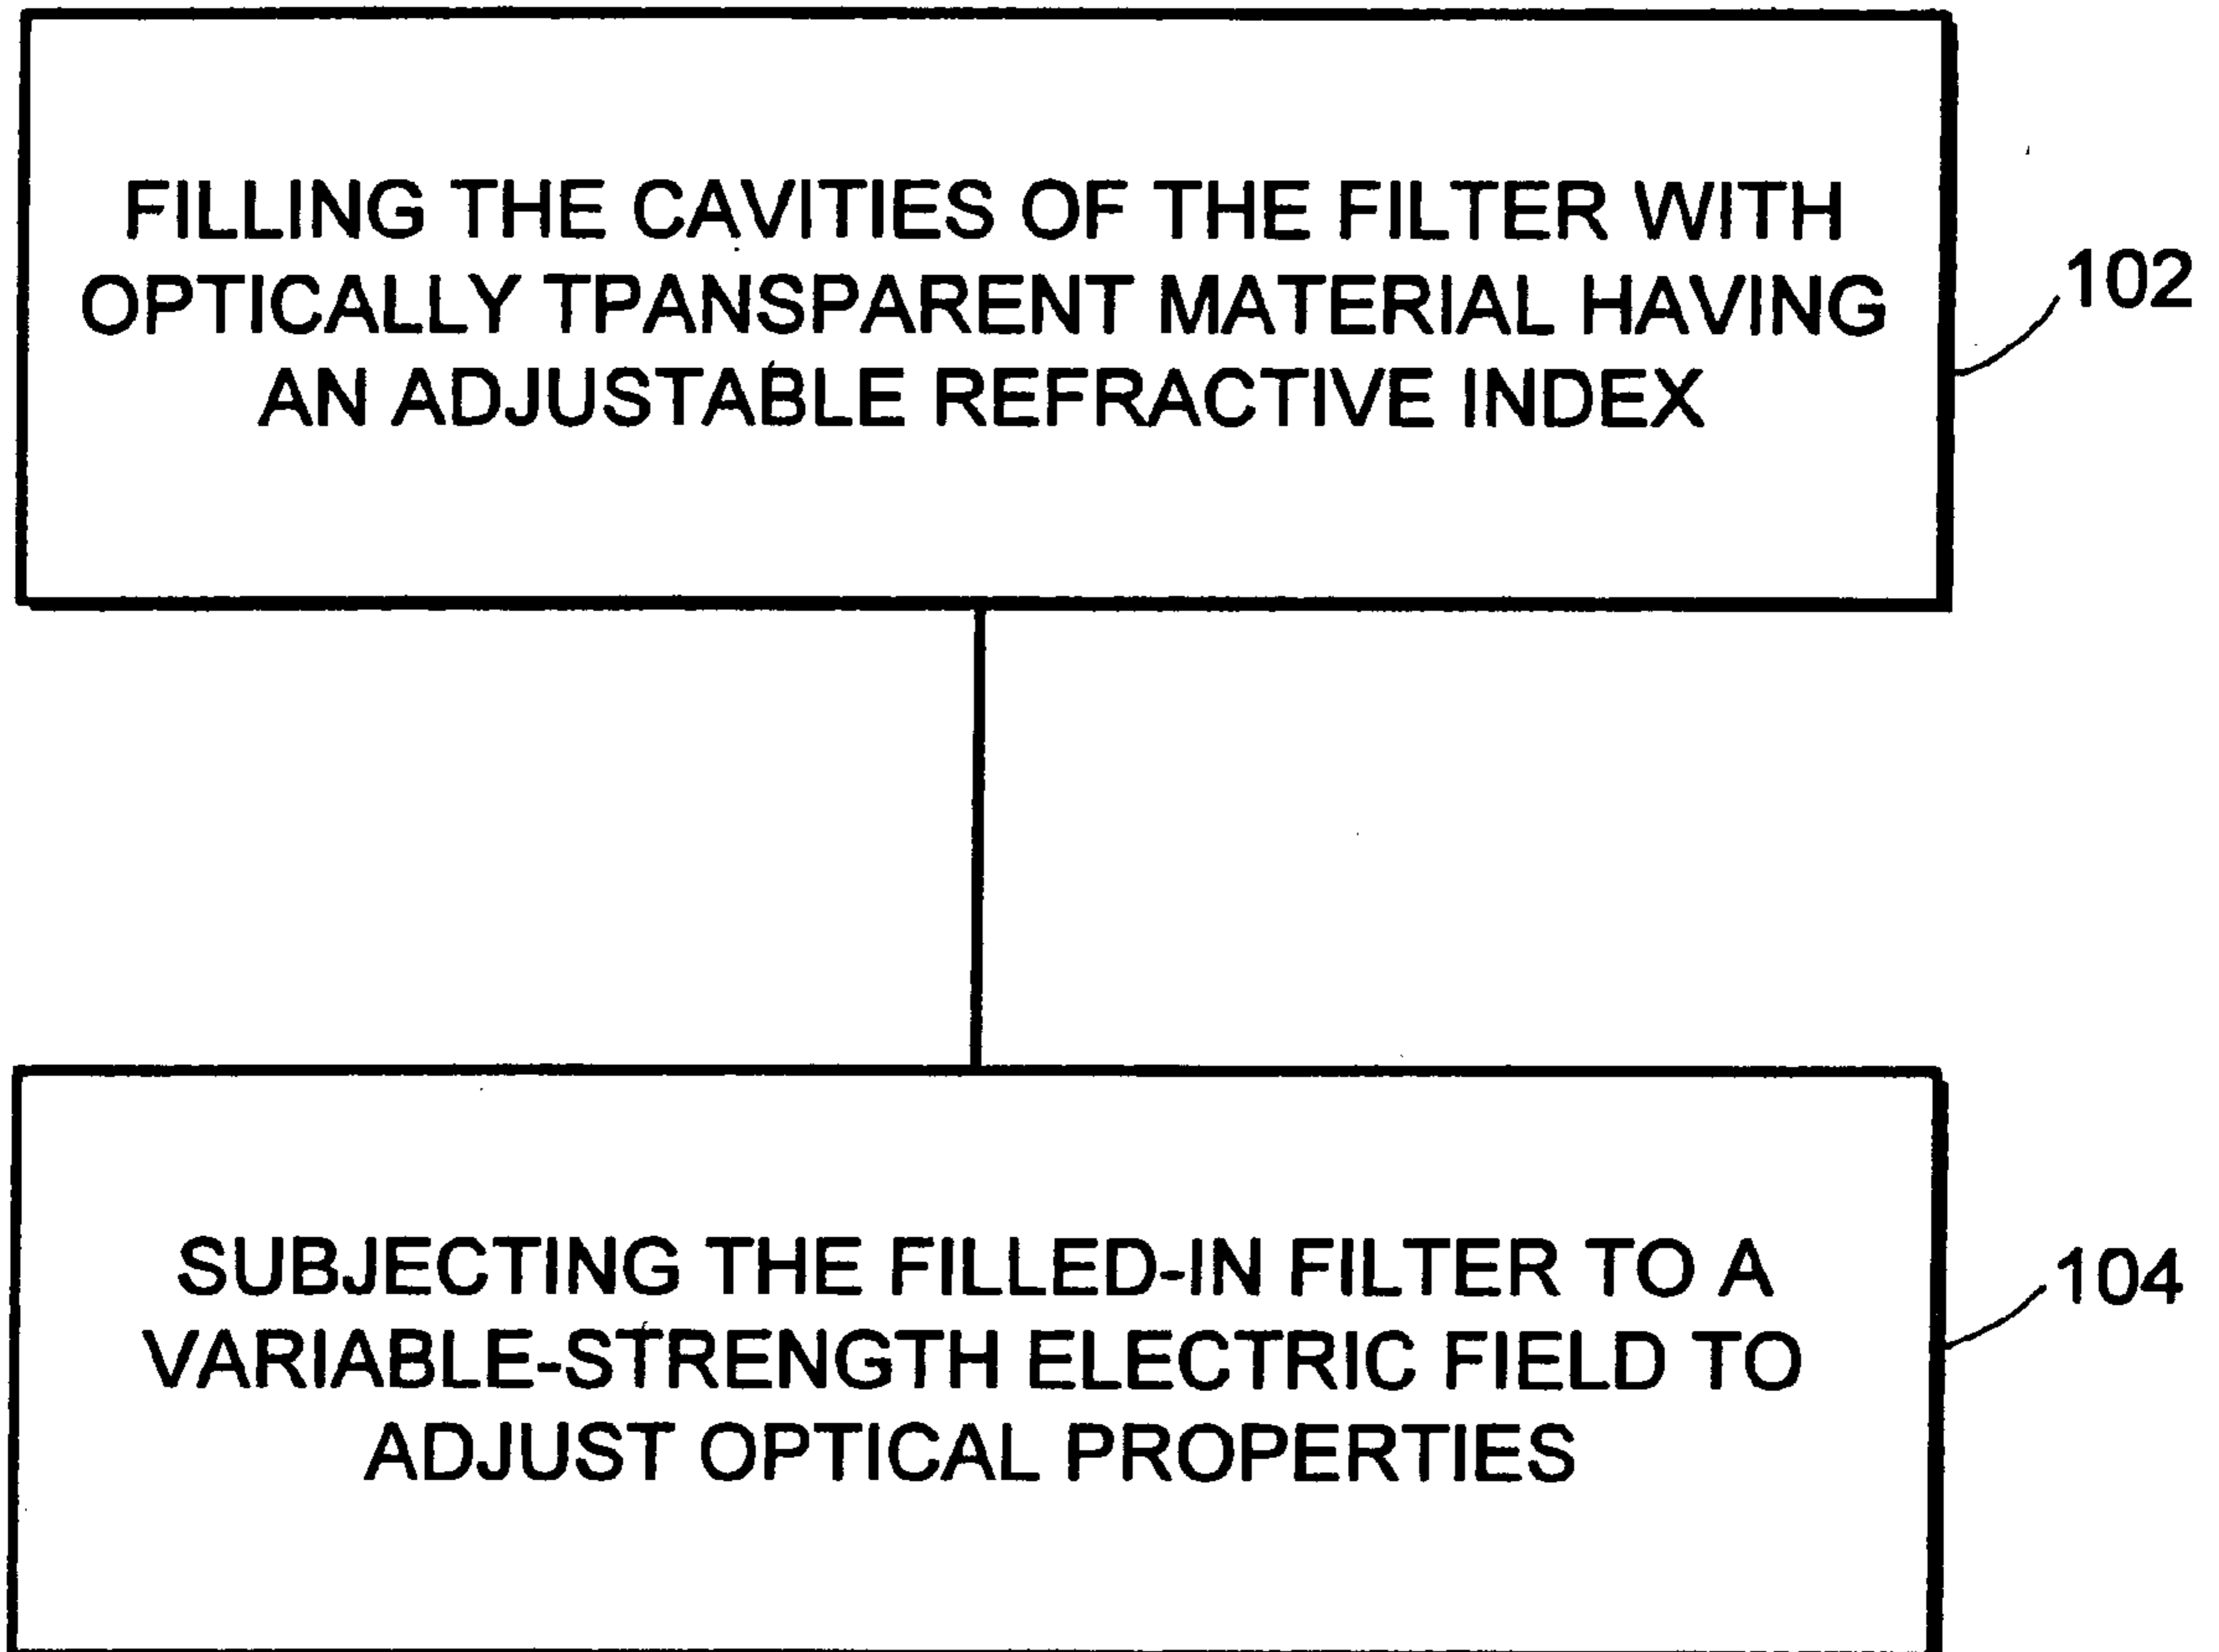 FILLING THE CAVITIES OF THE FILTER WITH
OPTICALLY TPANSPARENT MATERIAL HAVING
AN ADJUSTABLE REFRACTIVE INDEX
102
SUBJECTING THE FILLED-IN FILTER TO A
VARIABLE-STRENGTH ELECTRIC FIELD TO
ADJUST OPTICAL PROPERTIES
104